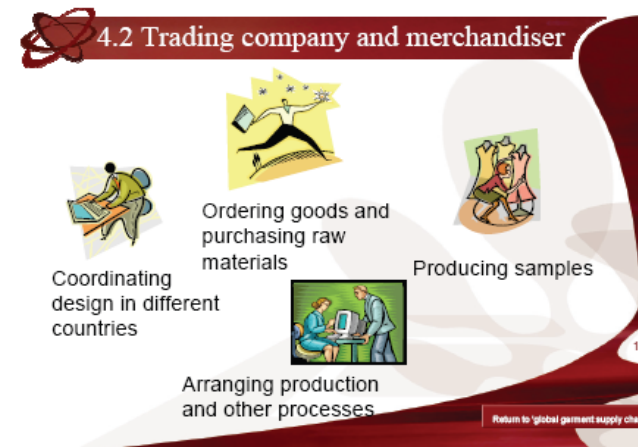 4.2 Trading company and merchandiser
Ordering goods and
purchasing raw
materials
Producing samples
Coordinating
design in different
countries
Arranging production
and other processes
1
Return to 'global garment supply